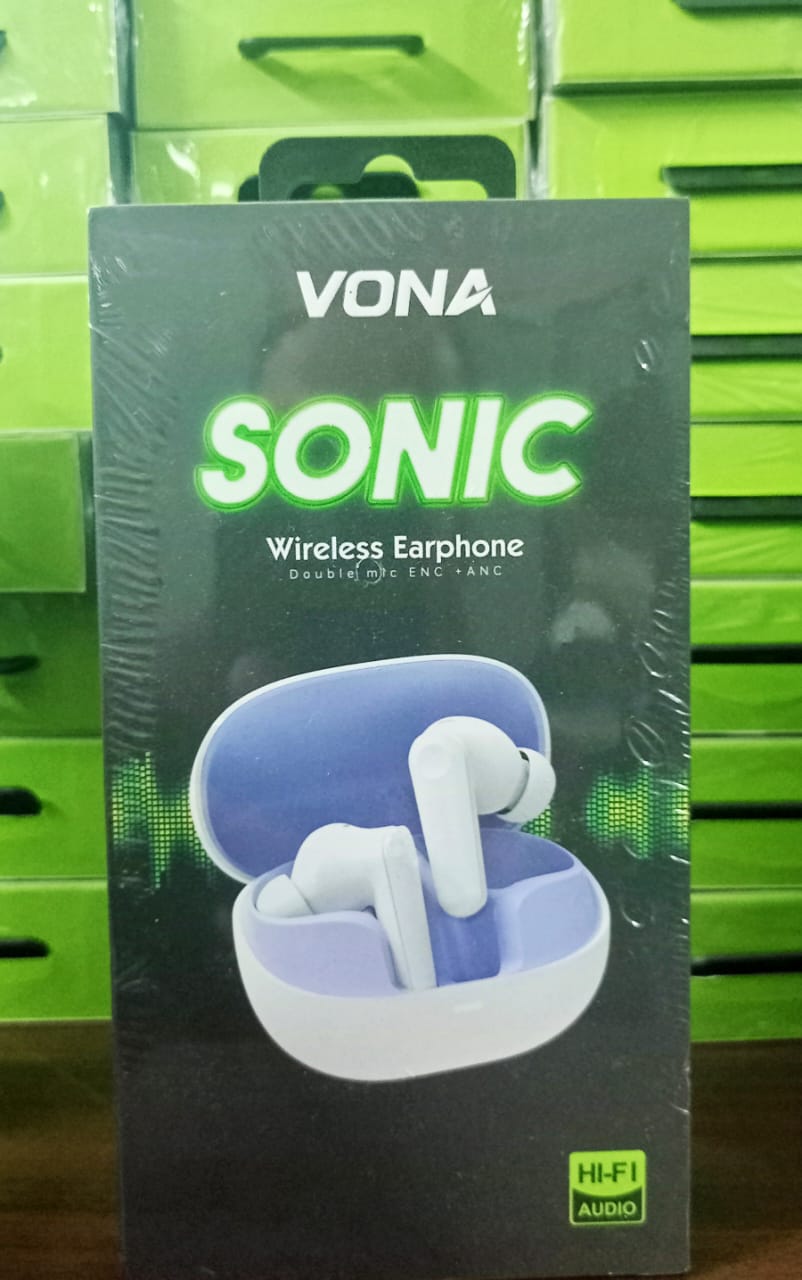 VONA
SONIC
Wireless Earphone
Double mic ENC +ANC
HI-FI
AUDIO